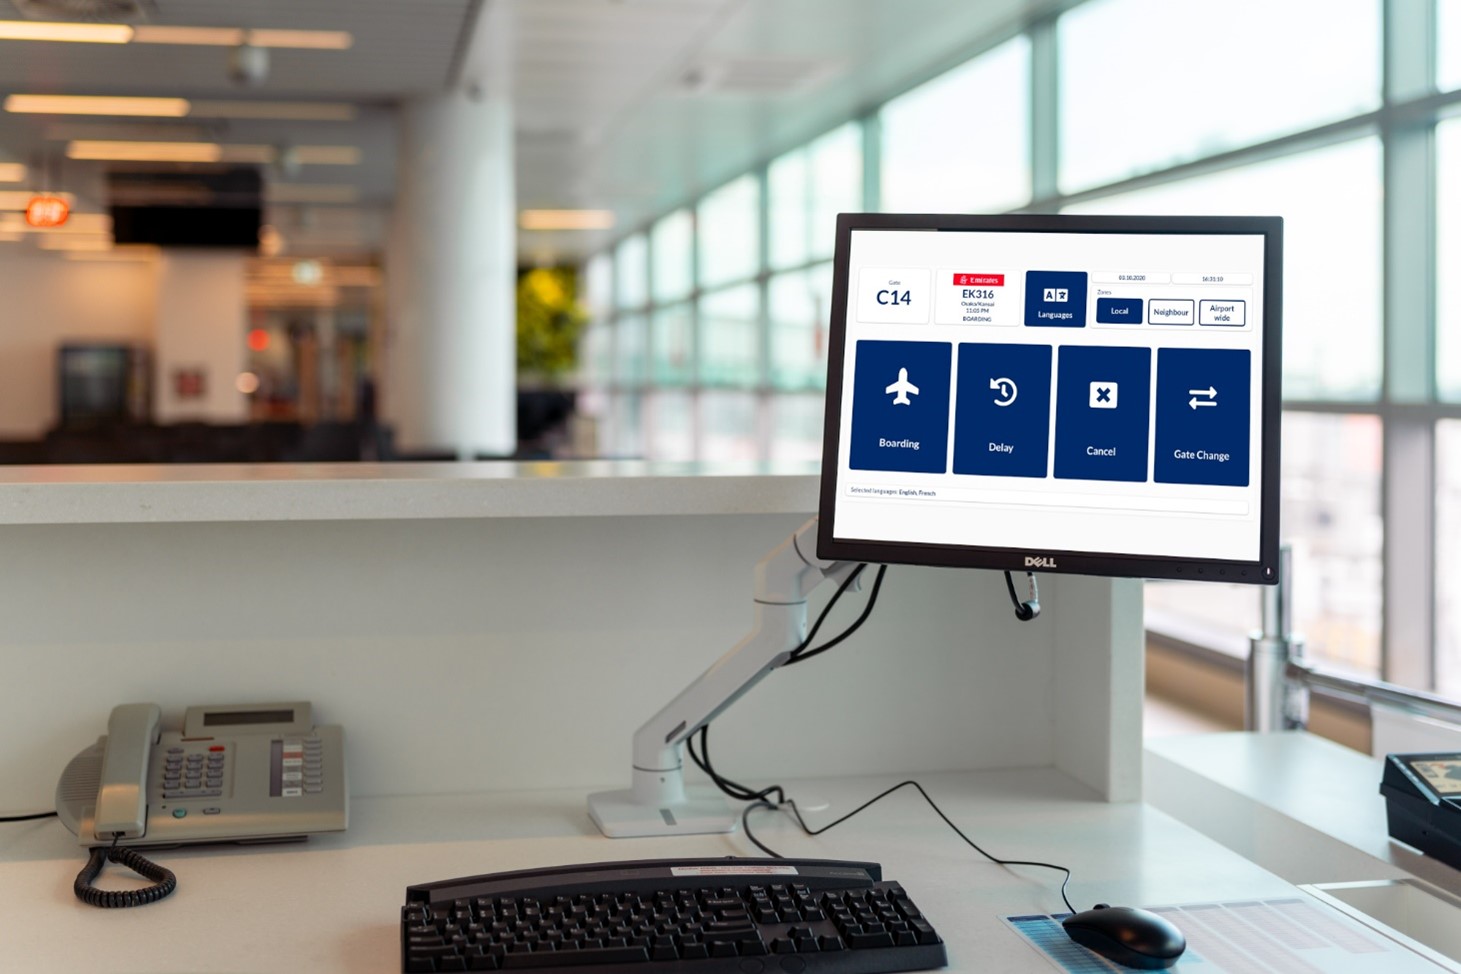 Gate
C14
Emirates
EK316
Osaka/Kansai
11:05 PM
BOARDING
Languages
03.10.2020
16:31:10
Zones
Local
Neighbour
Airport
wide
Boarding
Delay
Cancel
Gate Change
Selected languages: English, French
DELL